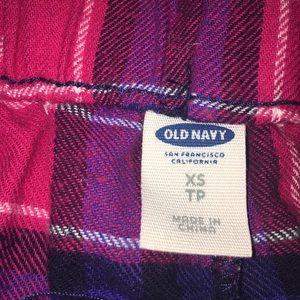 OLD NAVY
SAN FRANCISCO
CALIFORNIA
XS
TP
MADE IN
CHINA